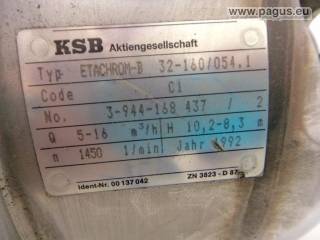 www.pagus.eu
KSB Aktiengesellschaft
Typ ETACHROM-B 32-160/054.1
Code C1
No. 3-944-168 437 / 2
Q 5-16 m³/h H 10,2-8,3 m
n 1450 1/min Jahr 1992
Ident-Nr. 00 137 042 ZN 3823 - D 87